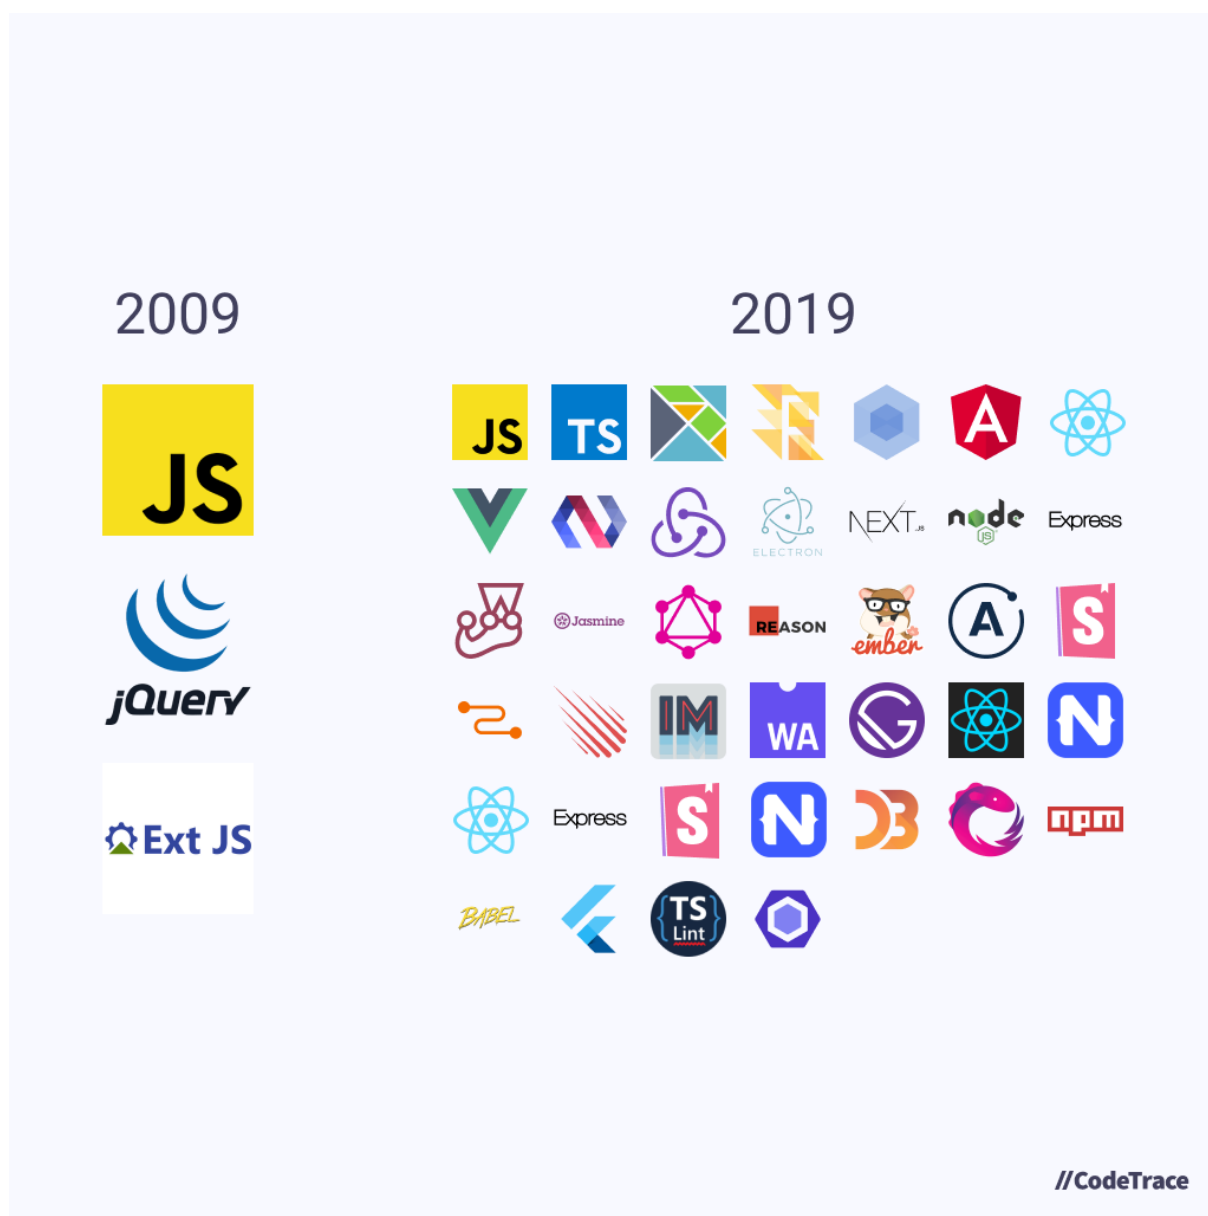 2009
2019
JS
jQuery
Ext JS
JS
TS
F
A
ELECTRON
NEXT.JS
node
JS
Express
Jasmine
REASON
ember
A
S
IM
WA
G
N
Express
S
N
D3
npm
BABEL
{TS}
Lint
//CodeTrace